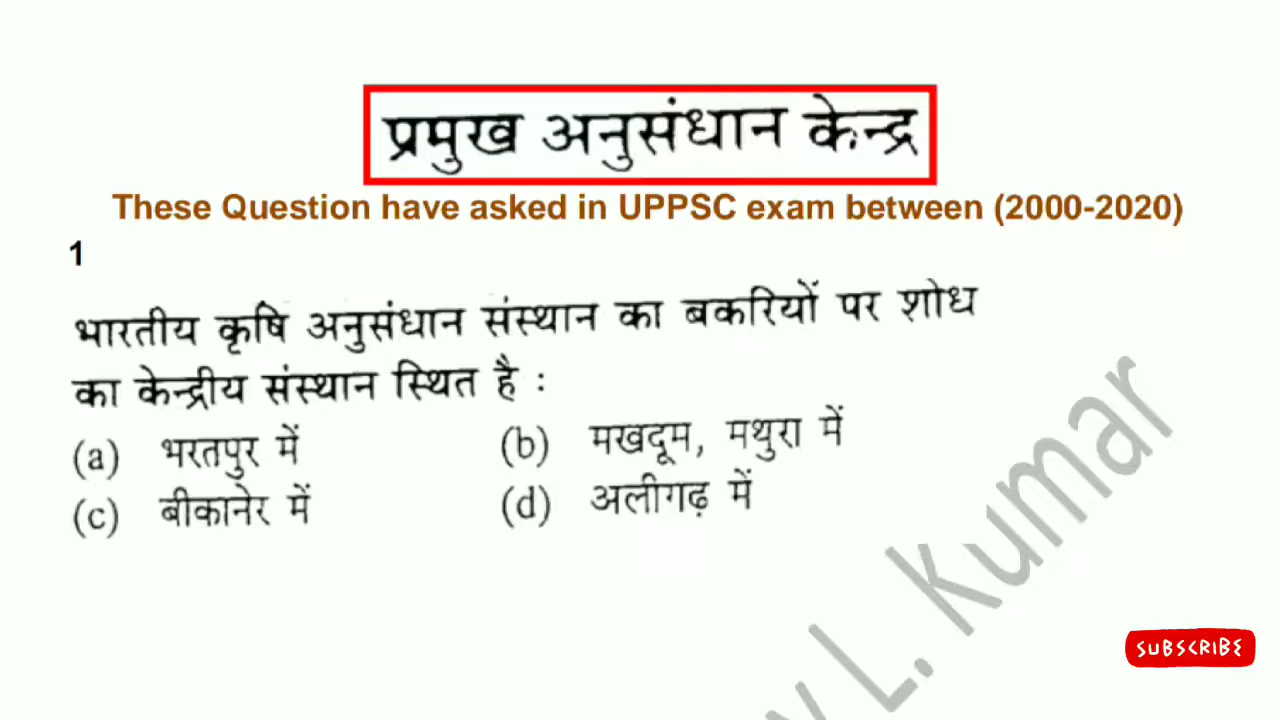 प्रमुख अनुसंधान केन्द्र
These Question have asked in UPPSC exam between (2000-2020)
1
भारतीय कृषि अनुसंधान संस्थान का बकरियों पर शोध
का केन्द्रीय संस्थान स्थित है :
(a) भरतपुर में (b) मखदूम, मथुरा में
(c) बीकानेर में (d) अलीगढ़ में
y L. Kumar
SUBSCRIBE